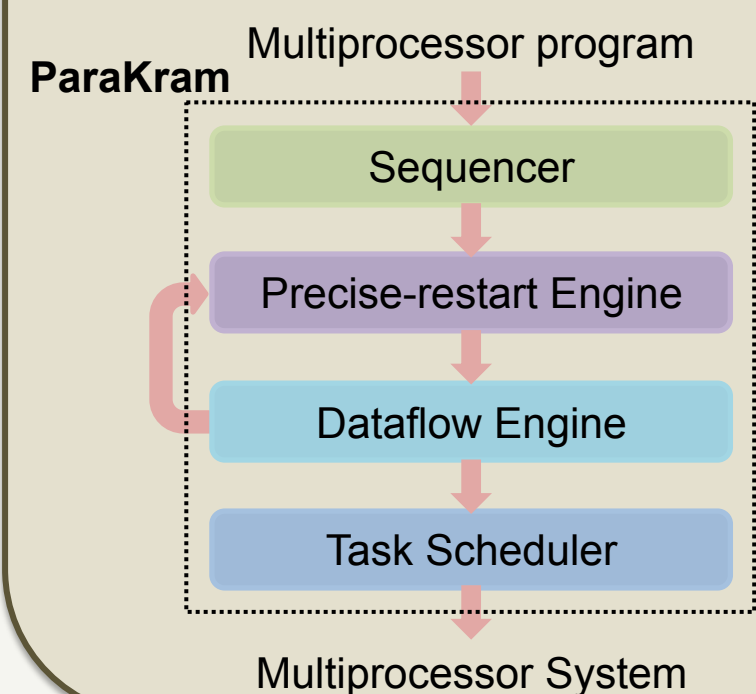 Multiprocessor program
ParaKram
Sequencer
Precise-restart Engine
Dataflow Engine
Task Scheduler
Multiprocessor System